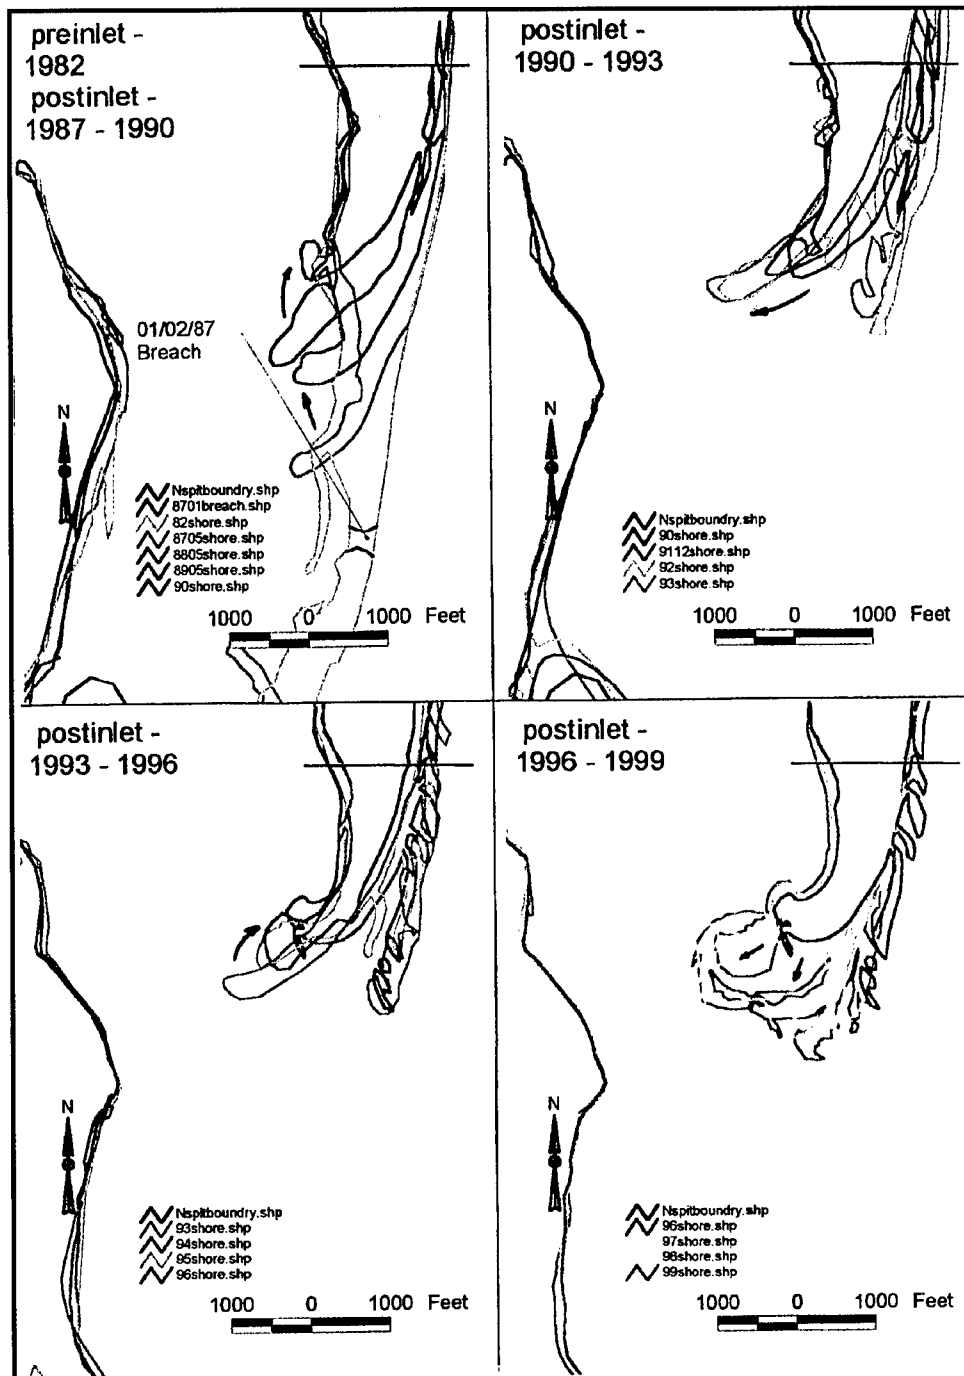 preinlet -
1982
postinlet -
1987 - 1990
01/02/87
Breach
N
Nspitboundry.shp
8701breach.shp
82shore.shp
8705shore.shp
8805shore.shp
8905shore.shp
90shore.shp
1000 0 1000 Feet
postinlet -
1990 - 1993
N
Nspitboundry.shp
90shore.shp
9112shore.shp
92shore.shp
93shore.shp
1000 0 1000 Feet
postinlet -
1993 - 1996
N
Nspitboundry.shp
93shore.shp
94shore.shp
95shore.shp
96shore.shp
1000 0 1000 Feet
postinlet -
1996 - 1999
N
Nspitboundry.shp
96shore.shp
97shore.shp
98shore.shp
99shore.shp
1000 0 1000 Feet